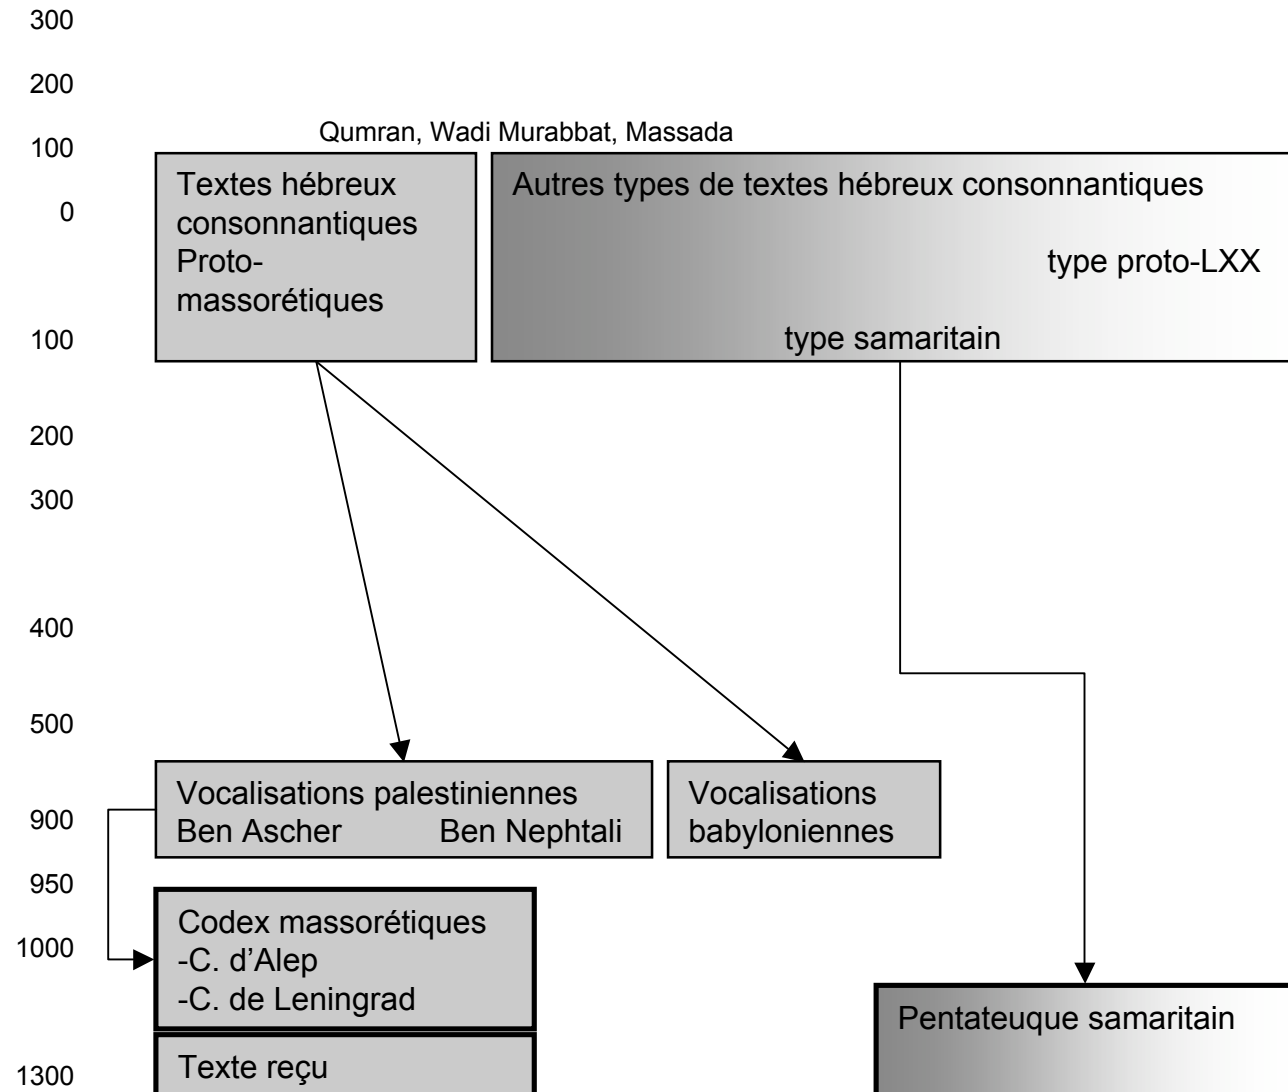 300
200
Qumran, Wadi Murabbat, Massada
100
Textes hébreux
consonnantiques
Proto-
massorétiques
Autres types de textes hébreux consonnantiques
0
type proto-LXX
100
type samaritain
200
300
400
500
Vocalisations palestiniennes
Ben Ascher Ben Nephtali
Vocalisations
babyloniennes
900
950
Codex massorétiques
-C. d’Alep
-C. de Leningrad
1000
Pentateuque samaritain
Texte reçu
1300